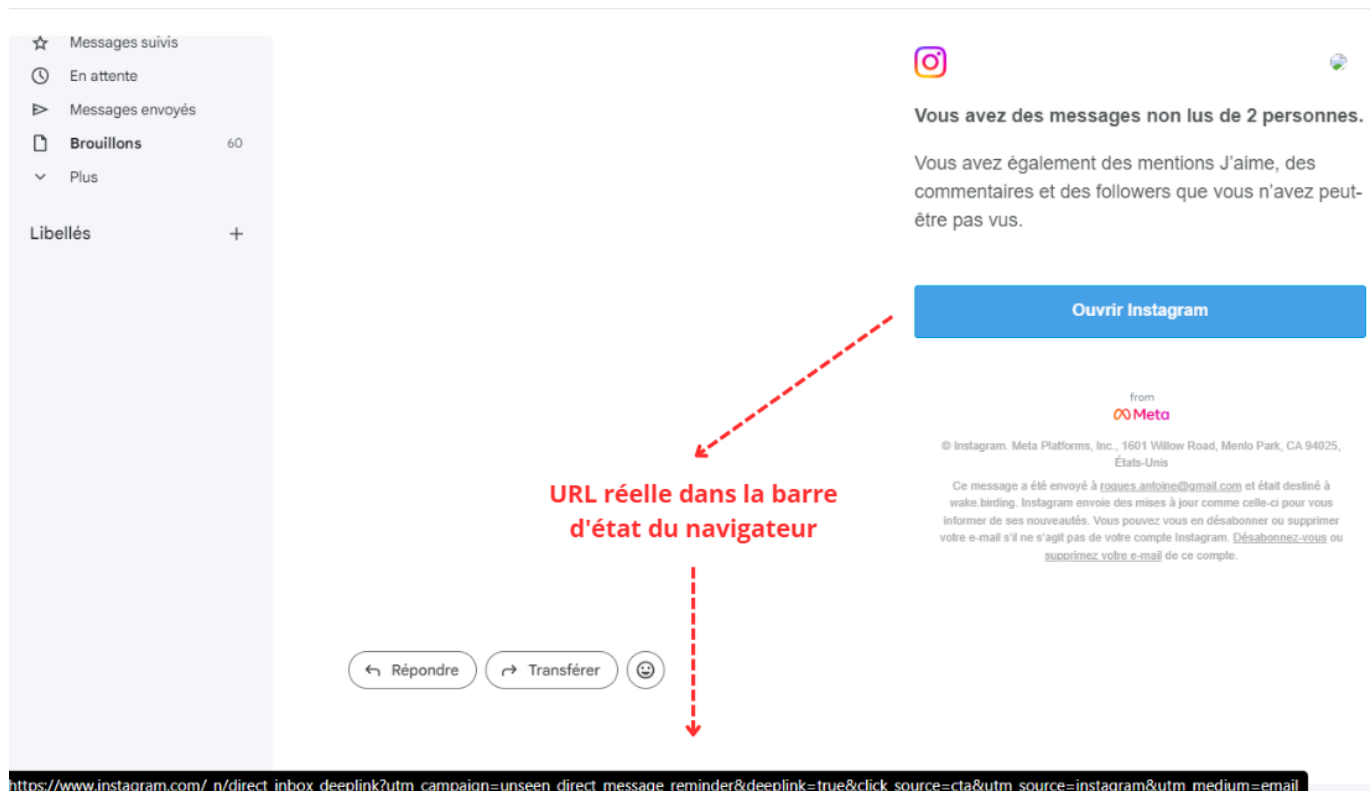 Messages suivis
En attente
Messages envoyés
Brouillons 60
Plus
Libellés +
Vous avez des messages non lus de 2 personnes.
Vous avez également des mentions J'aime, des
commentaires et des followers que vous n'avez peut-
être pas vus.
Ouvrir Instagram
from
Meta
© Instagram. Meta Platforms, Inc., 1601 Willow Road, Menlo Park, CA 94025,
États-Unis
Ce message a été envoyé à roques.antoine@gmail.com et était destiné à
wake.birding. Instagram envoie des mises à jour comme celle-ci pour vous
informer de ses nouveautés. Vous pouvez vous en désabonner ou supprimer
votre e-mail s'il ne s'agit pas de votre compte Instagram. Désabonnez-vous ou
supprimez votre e-mail de ce compte.
URL réelle dans la barre
d'état du navigateur
Répondre
Transférer
https://www.instagram.com/_n/direct_inbox_deeplink?utm_campaign=unseen_direct_message_reminder&deeplink=true&click_source=cta&utm_source=instagram&utm_medium=email